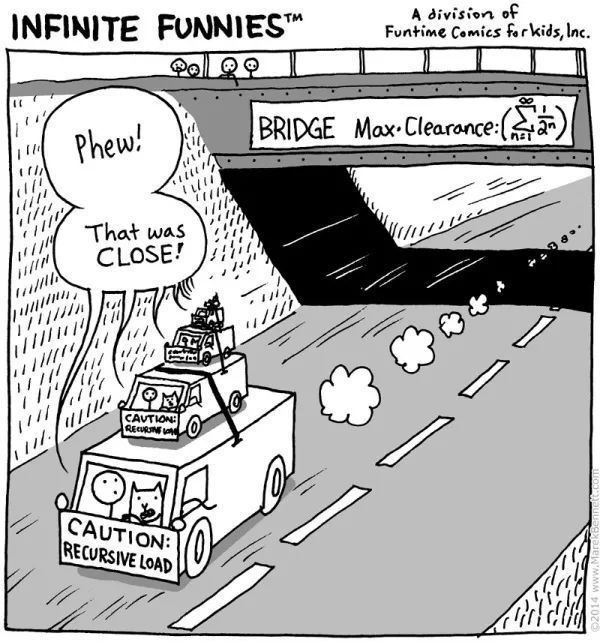 INFINITE FUNNIES™
A division of
Funtime Comics for kids, Inc.
BRIDGE Max. Clearance: (∞ Σ n=1 1/2ⁿ)
Phew!
That was
CLOSE!
CAUTION:
RECURSIVE LOAD
CAUTION:
RECURSIVE LOAD
©2014 www.MarekBennett.com